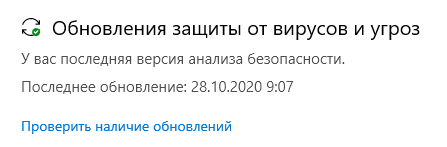 Обновления защиты от вирусов и угроз
У вас последняя версия анализа безопасности.
Последнее обновление: 28.10.2020 9:07
Проверить наличие обновлений